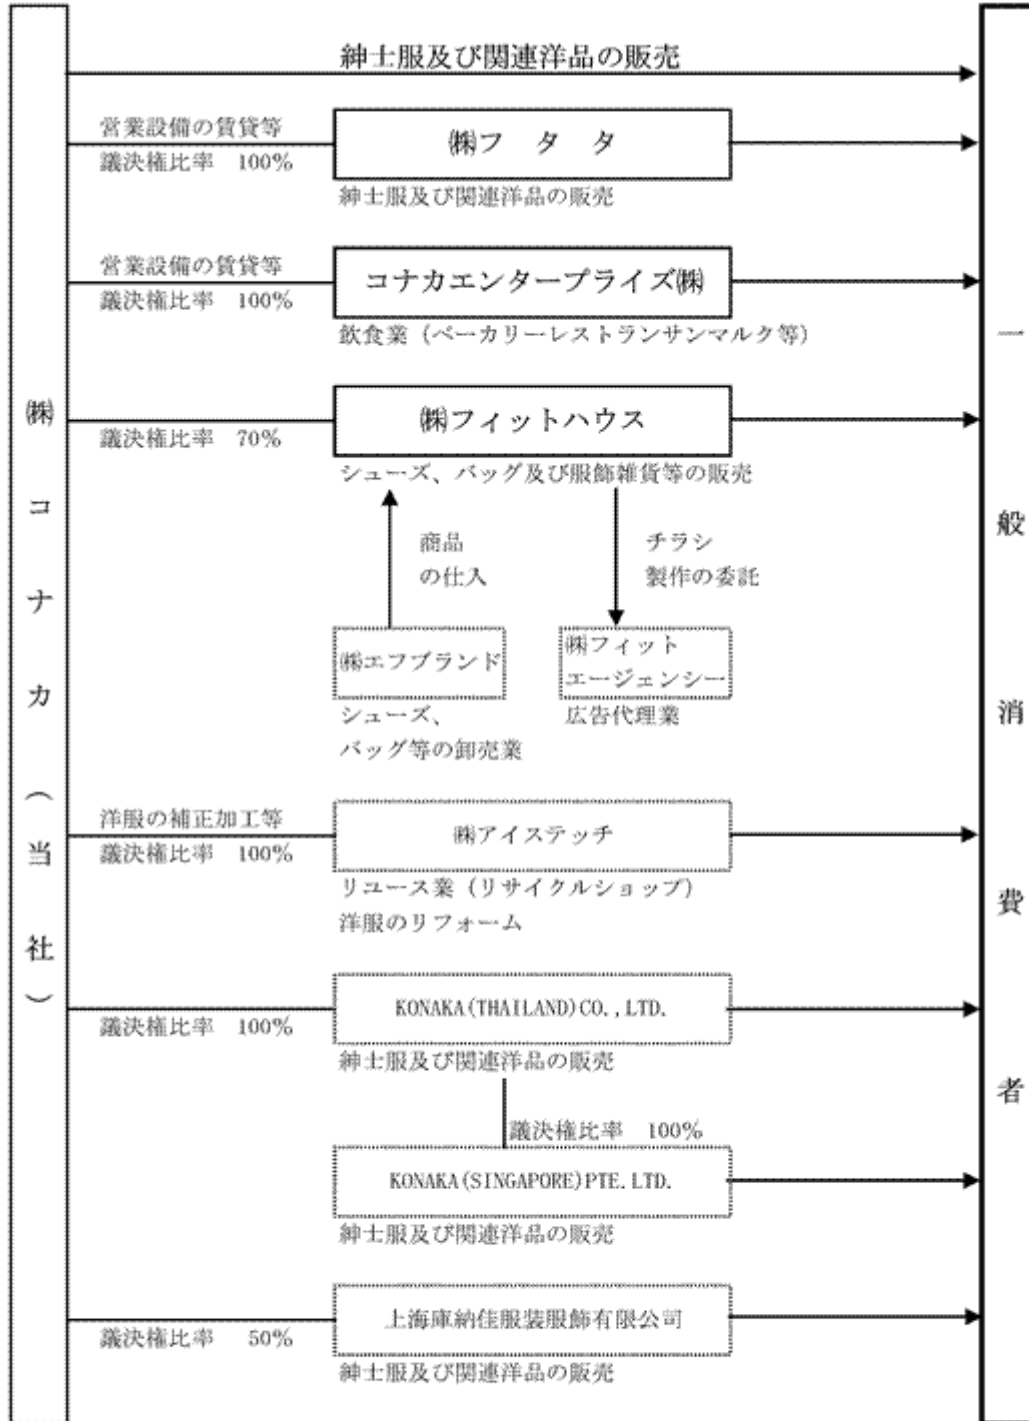 紳士服及び関連洋品の販売
営業設備の賃貸等
議決権比率 100%
㈱フタタ
紳士服及び関連洋品の販売
営業設備の賃貸等
議決権比率 100%
コナカエンタープライズ㈱
飲食業(ベーカリーレストランサンマルク等)
議決権比率 70%
㈱フィットハウス
シューズ、バッグ及び服飾雑貨等の販売
商品
の仕入
チラシ
製作の委託
㈱エフブランド
シューズ、
バッグ等の卸売業
㈱フィット
エージェンシー
広告代理業
洋服の補正加工等
議決権比率 100%
㈱アイステッチ
リユース業(リサイクルショップ)
洋服のリフォーム
議決権比率 100%
KONAKA(THAILAND)CO.,LTD.
紳士服及び関連洋品の販売
議決権比率 100%
KONAKA(SINGAPORE)PTE.LTD.
紳士服及び関連洋品の販売
議決権比率 50%
上海庫納佳服装服飾有限公司
紳士服及び関連洋品の販売
㈱コナカ(当社)
一般消費者